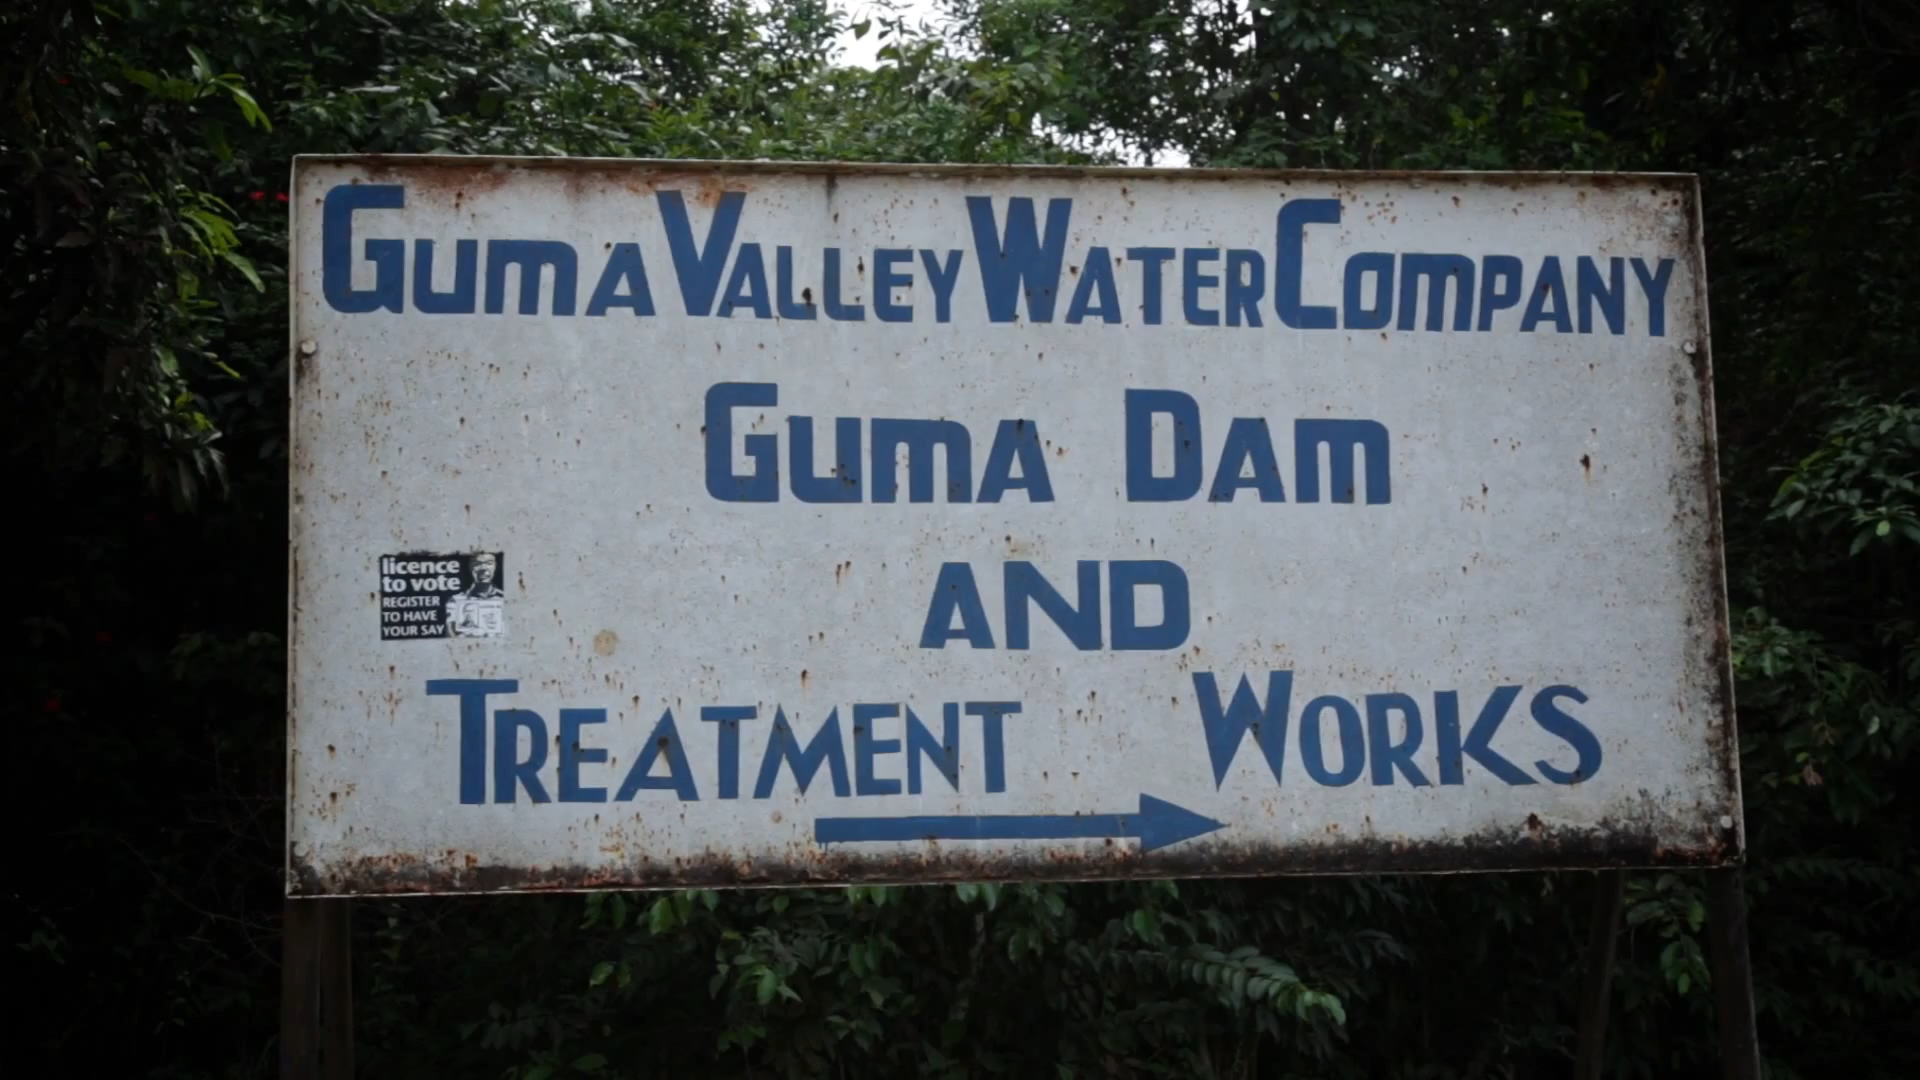 GUMA VALLEY WATER COMPANY
GUMA DAM
AND
licence
to vote
REGISTER
TO HAVE
YOUR SAY
TREATMENT WORKS